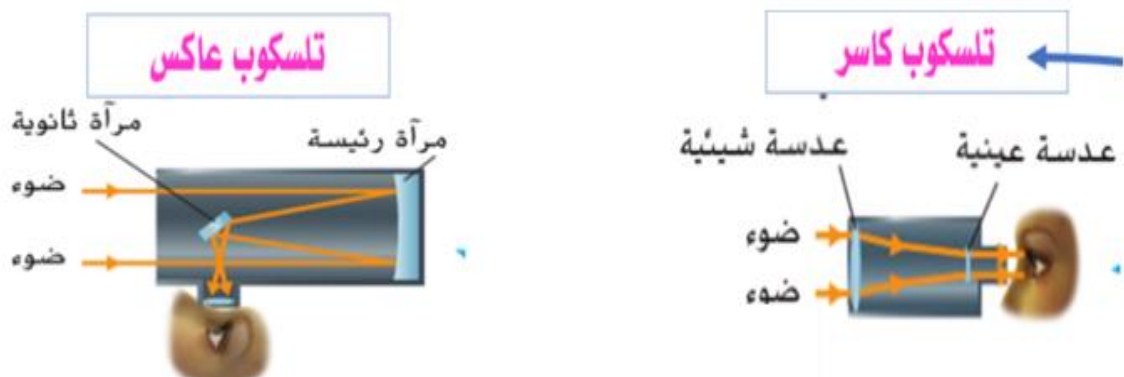 تلسكوب كاسر
عدسة شيئية
عدسة عينية
ضوء
ضوء
تلسكوب عاكس
مرآة ثانوية
مرآة رئيسة
ضوء
ضوء